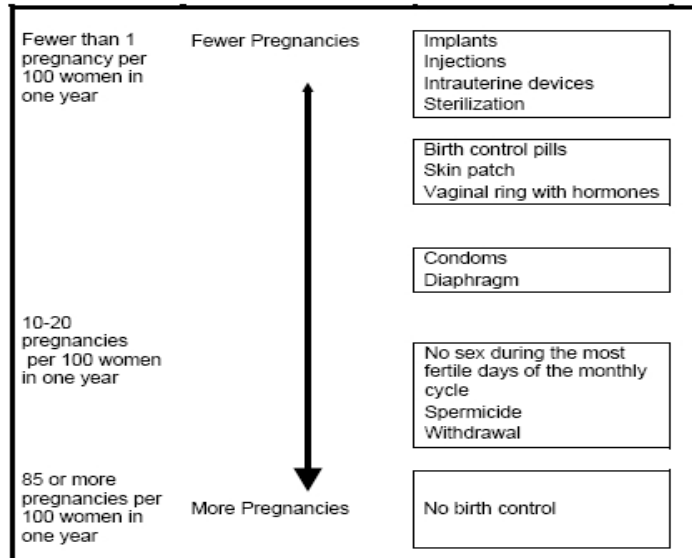 Fewer than 1
pregnancy per
100 women in
one year
Fewer Pregnancies
Implants
Injections
Intrauterine devices
Sterilization
Birth control pills
Skin patch
Vaginal ring with hormones
Condoms
Diaphragm
10-20
pregnancies
per 100 women
in one year
No sex during the most
fertile days of the monthly
cycle
Spermicide
Withdrawal
85 or more
pregnancies per
100 women in
one year
More Pregnancies
No birth control